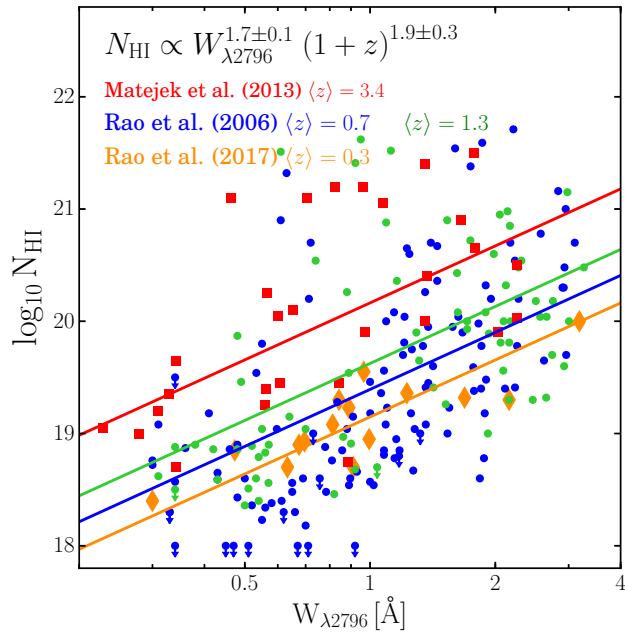 N_HI ∝ W_λ2796^1.7±0.1 (1 + z)^1.9±0.3
Matejek et al. (2013) ⟨z⟩ = 3.4
Rao et al. (2006) ⟨z⟩ = 0.7 ⟨z⟩ = 1.3
Rao et al. (2017) ⟨z⟩ = 0.3
22
21
20
19
18
log₁₀ N_HI
0.5 1 2 4
W_λ2796 [Å]